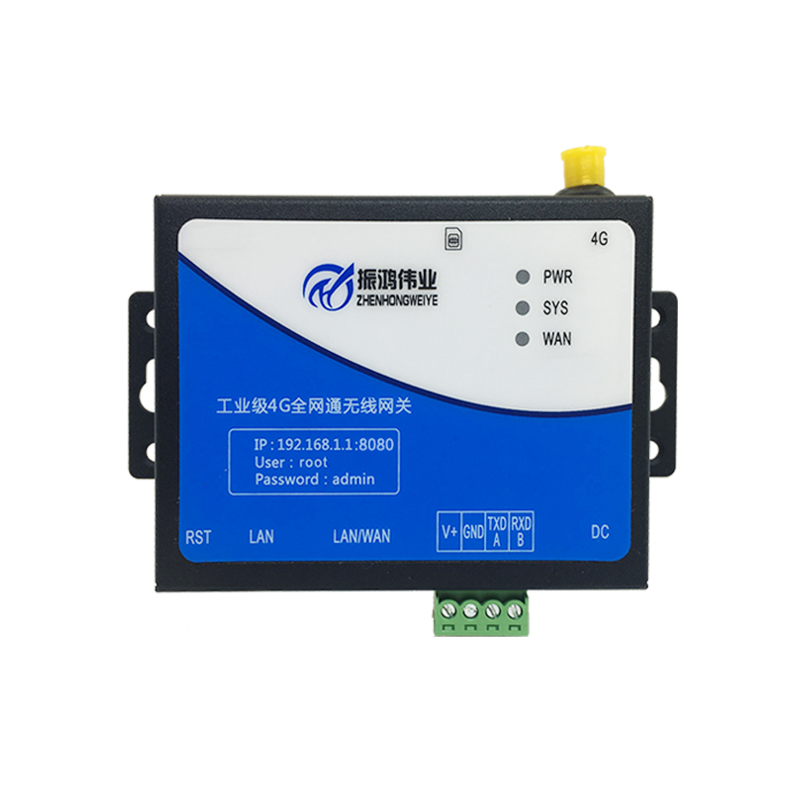 4G
振鸿伟业
ZHENHONGWEIYE
PWR
SYS
WAN
工业级4G全网通无线网关
IP : 192.168.1.1:8080
User : root
Password : admin
RST
LAN
LAN/WAN
V+ GND TXD A RXD B
DC